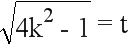 √(4k² - 1) = t